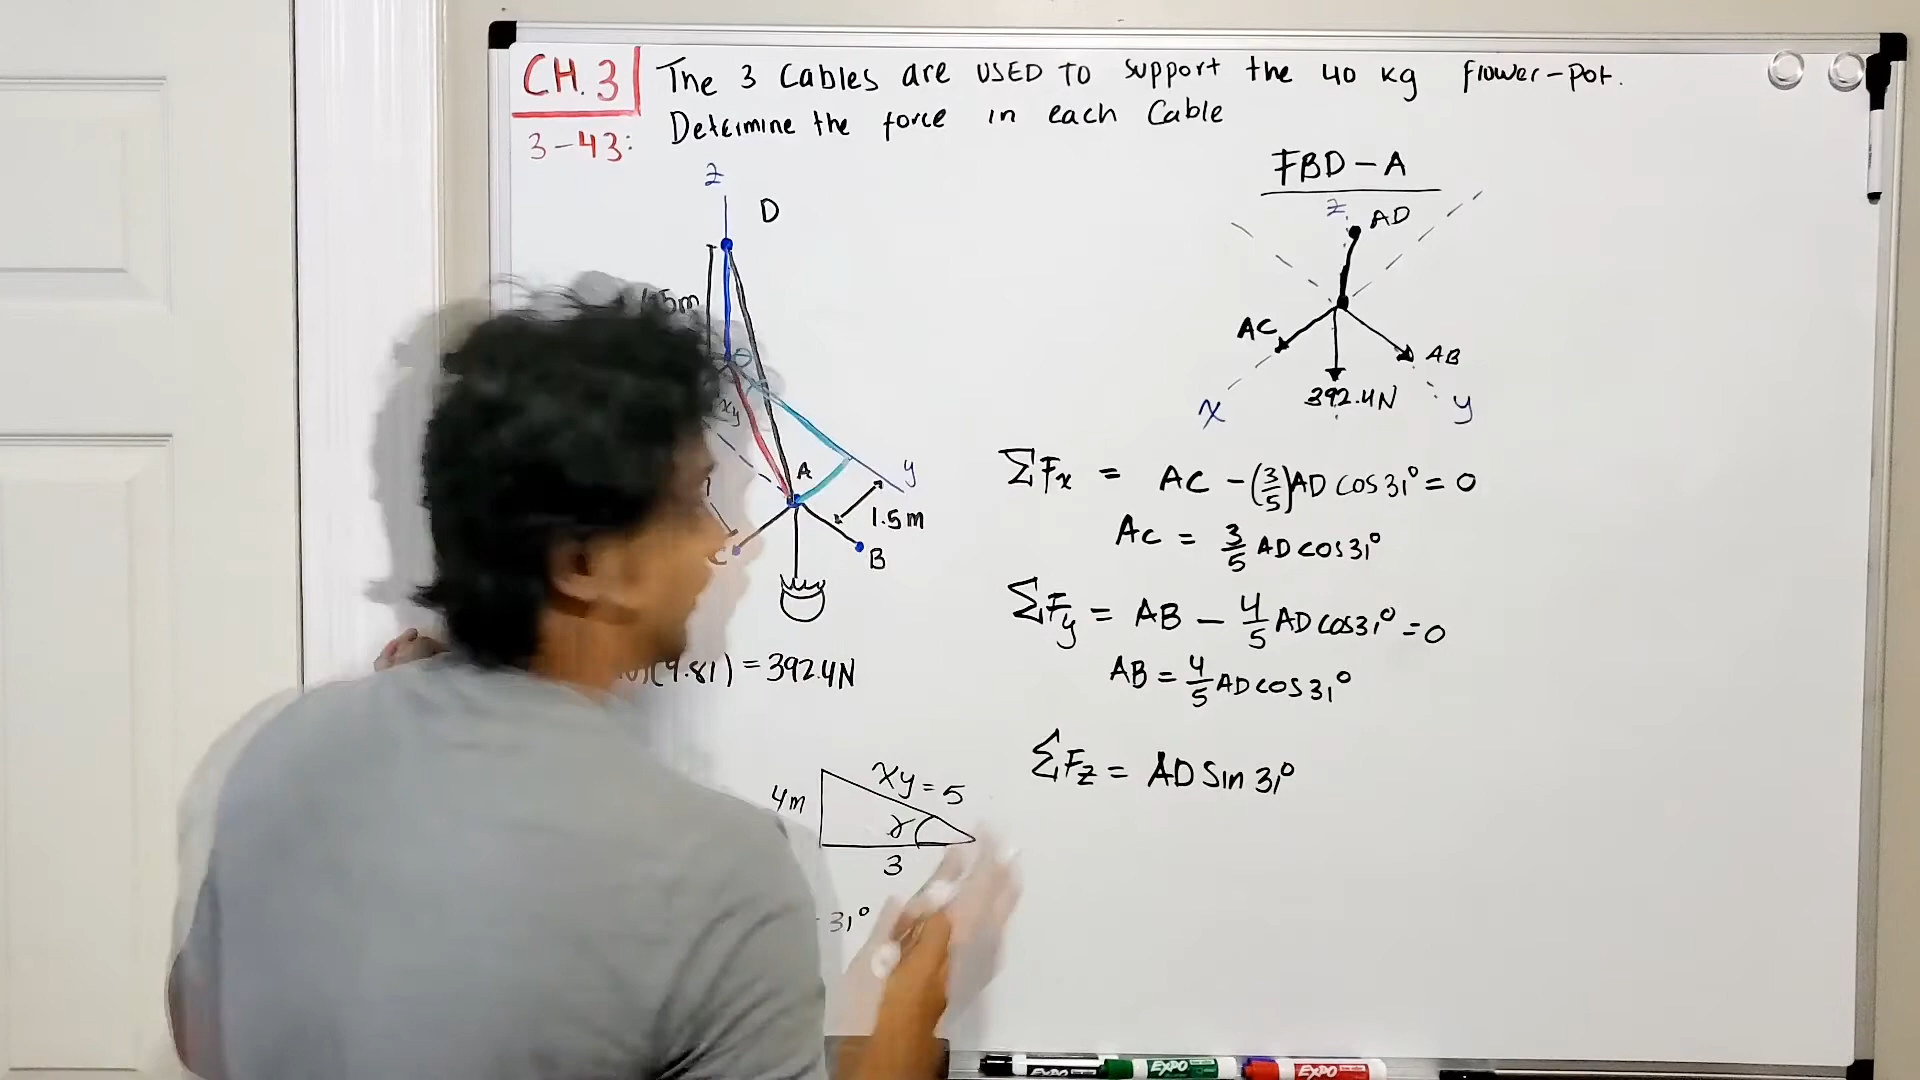 CH.3
The 3 Cables are USED TO support the 40 kg flower-pot.
3-43:
Determine the force in each Cable
z
D
5m
θ
xy
A
y
1.5m
C
B
)(9.81) = 392.4N
4m
xy = 5
γ
3
31°
FBD-A
z
AD
AC
AB
392.4N
x
y
ΣFx = AC - (3/5)AD cos 31° = 0
AC = 3/5 AD cos 31°
ΣFy = AB - 4/5 AD cos 31° = 0
AB = 4/5 AD cos 31°
ΣFz = AD Sin 31°
EXPO
EXPO
EXPO